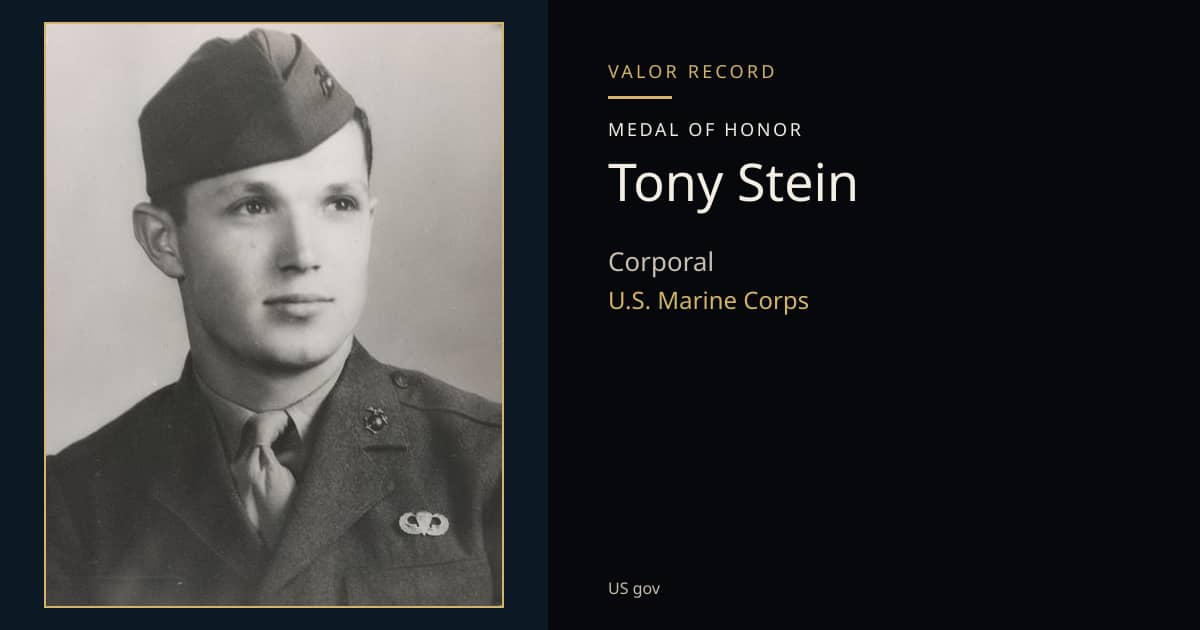 VALOR RECORD
MEDAL OF HONOR
Tony Stein
Corporal
U.S. Marine Corps
US gov